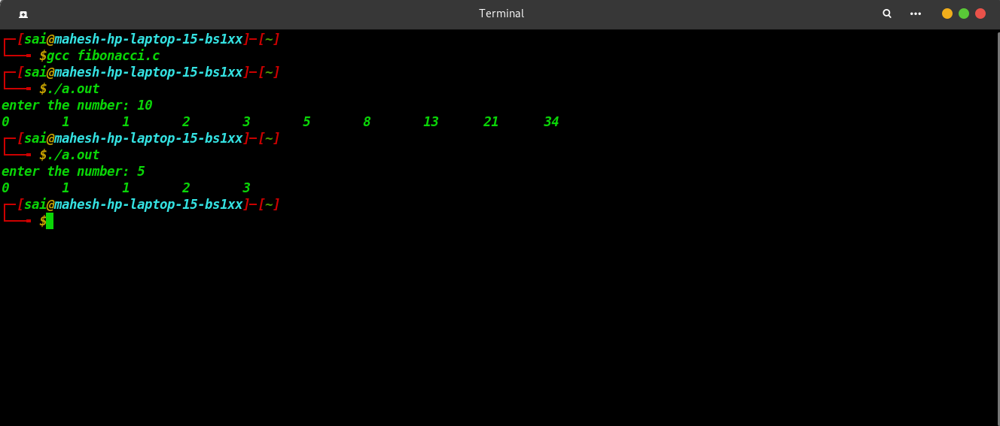 Terminal
┌─[sai@mahesh-hp-laptop-15-bs1xx]─[~]
└──╼ $gcc fibonacci.c
┌─[sai@mahesh-hp-laptop-15-bs1xx]─[~]
└──╼ $./a.out
enter the number: 10
0	1	1	2	3	5	8	13	21	34
┌─[sai@mahesh-hp-laptop-15-bs1xx]─[~]
└──╼ $./a.out
enter the number: 5
0	1	1	2	3
┌─[sai@mahesh-hp-laptop-15-bs1xx]─[~]
└──╼ $